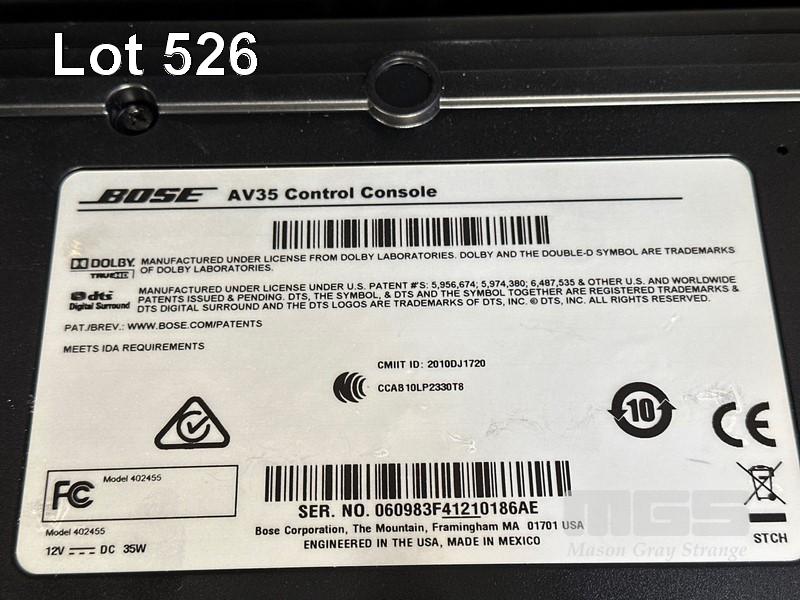 Lot 526
BOSE AV35 Control Console
DOLBY TRUEHD MANUFACTURED UNDER LICENSE FROM DOLBY LABORATORIES. DOLBY AND THE DOUBLE-D SYMBOL ARE TRADEMARKS
OF DOLBY LABORATORIES.
dts Digital Surround MANUFACTURED UNDER LICENSE UNDER U.S. PATENT #'S: 5,956,674; 5,974,380; 6,487,535 & OTHER U.S. AND WORLDWIDE
PATENTS ISSUED & PENDING. DTS, THE SYMBOL, & DTS AND THE SYMBOL TOGETHER ARE REGISTERED TRADEMARKS &
DTS DIGITAL SURROUND AND THE DTS LOGOS ARE TRADEMARKS OF DTS, INC. © DTS, INC. ALL RIGHTS RESERVED.
PAT./BREV.: WWW.BOSE.COM/PATENTS
MEETS IDA REQUIREMENTS
CMIIT ID: 2010DJ1720
CCAB10LP2330T8
10
CE
FC Model 402455
Model 402455
12V DC 35W
SER. NO. 060983F41210186AE
Bose Corporation, The Mountain, Framingham MA 01701 USA
ENGINEERED IN THE USA, MADE IN MEXICO
STCH
MGS
Mason Gray Strange